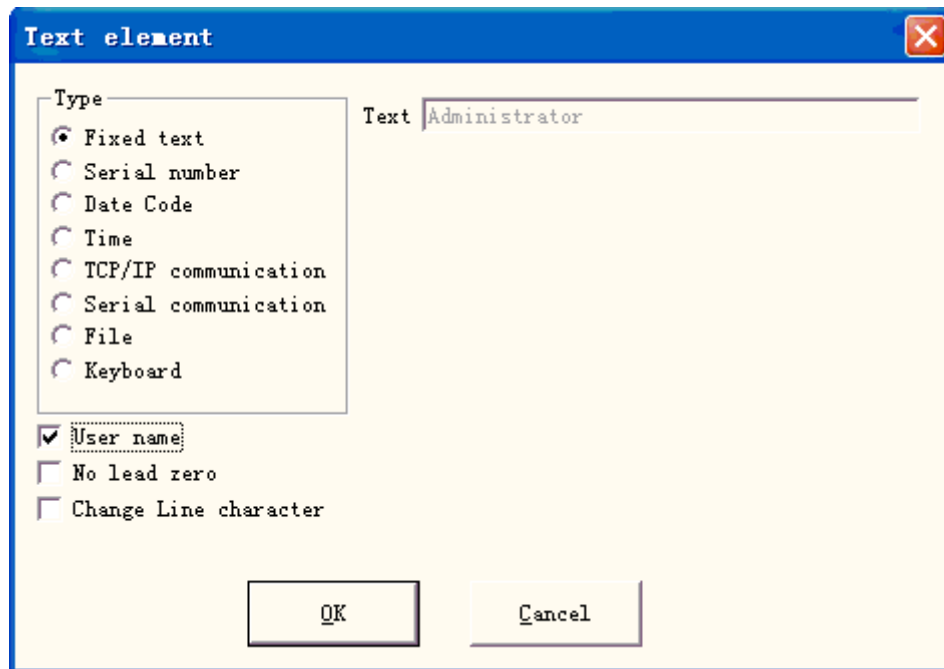 Text element
Type
Fixed text
Serial number
Date Code
Time
TCP/IP communication
Serial communication
File
Keyboard
Text Administrator
User name
No lead zero
Change Line character
OK Cancel